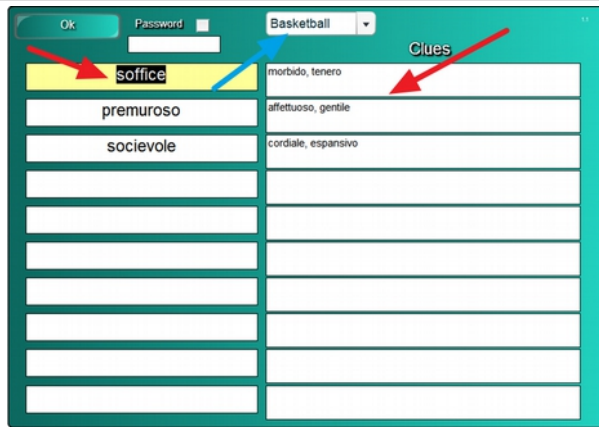 Ok Password Basketball
Clues
soffice morbido, tenero
premuroso affettuoso, gentile
socievole cordiale, espansivo